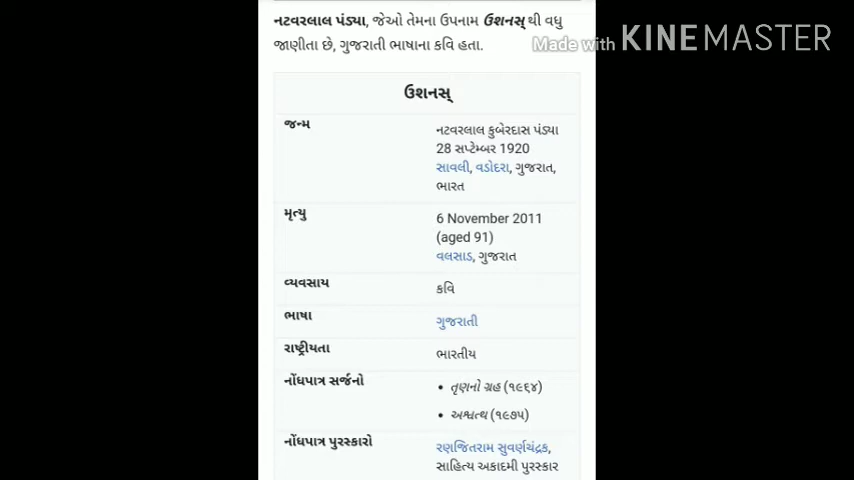 નટવરલાલ પંડ્યા, જેઓ તેમના ઉપનામ ઉશનસ્ થી વધુ
જાણીતા છે, ગુજરાતી ભાષાના કવિ હતા.
Made with KINEMASTER
ઉશનસ્
જન્મ
નટવરલાલ કુબેરદાસ પંડ્યા
28 સપ્ટેમ્બર 1920
સાવલી, વડોદરા, ગુજરાત,
ભારત
મૃત્યુ
6 November 2011
(aged 91)
વલસાડ, ગુજરાત
વ્યવસાય
કવિ
ભાષા
ગુજરાતી
રાષ્ટ્રીયતા
ભારતીય
નોંધપાત્ર સર્જનો
• તૃણનો ગ્રહ (૧૯૬૪)
• અશ્વત્થ (૧૯૭૫)
નોંધપાત્ર પુરસ્કારો
રણજિતરામ સુવર્ણચંદ્રક,
સાહિત્ય અકાદમી પુરસ્કાર